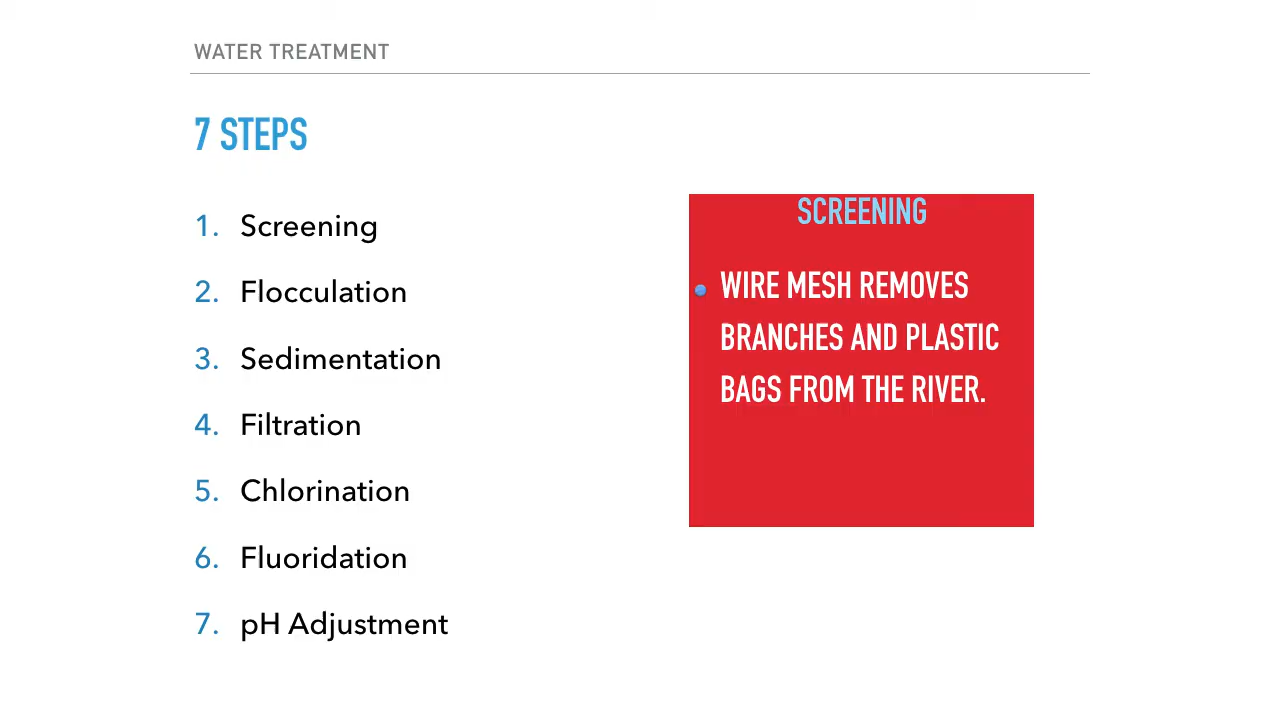 WATER TREATMENT
7 STEPS
1. Screening
2. Flocculation
3. Sedimentation
4. Filtration
5. Chlorination
6. Fluoridation
7. pH Adjustment
SCREENING
• WIRE MESH REMOVES
BRANCHES AND PLASTIC
BAGS FROM THE RIVER.